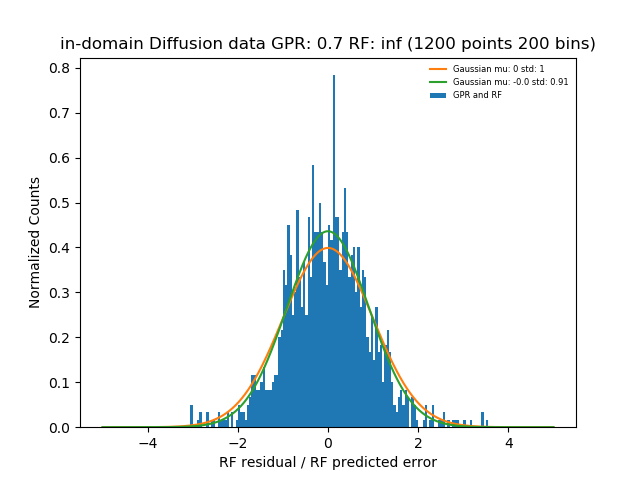 in-domain Diffusion data GPR: 0.7 RF: inf (1200 points 200 bins)
Gaussian mu: 0 std: 1
Gaussian mu: -0.0 std: 0.91
GPR and RF
Normalized Counts
0.8
0.7
0.6
0.5
0.4
0.3
0.2
0.1
0.0
−4 −2 0 2 4
RF residual / RF predicted error